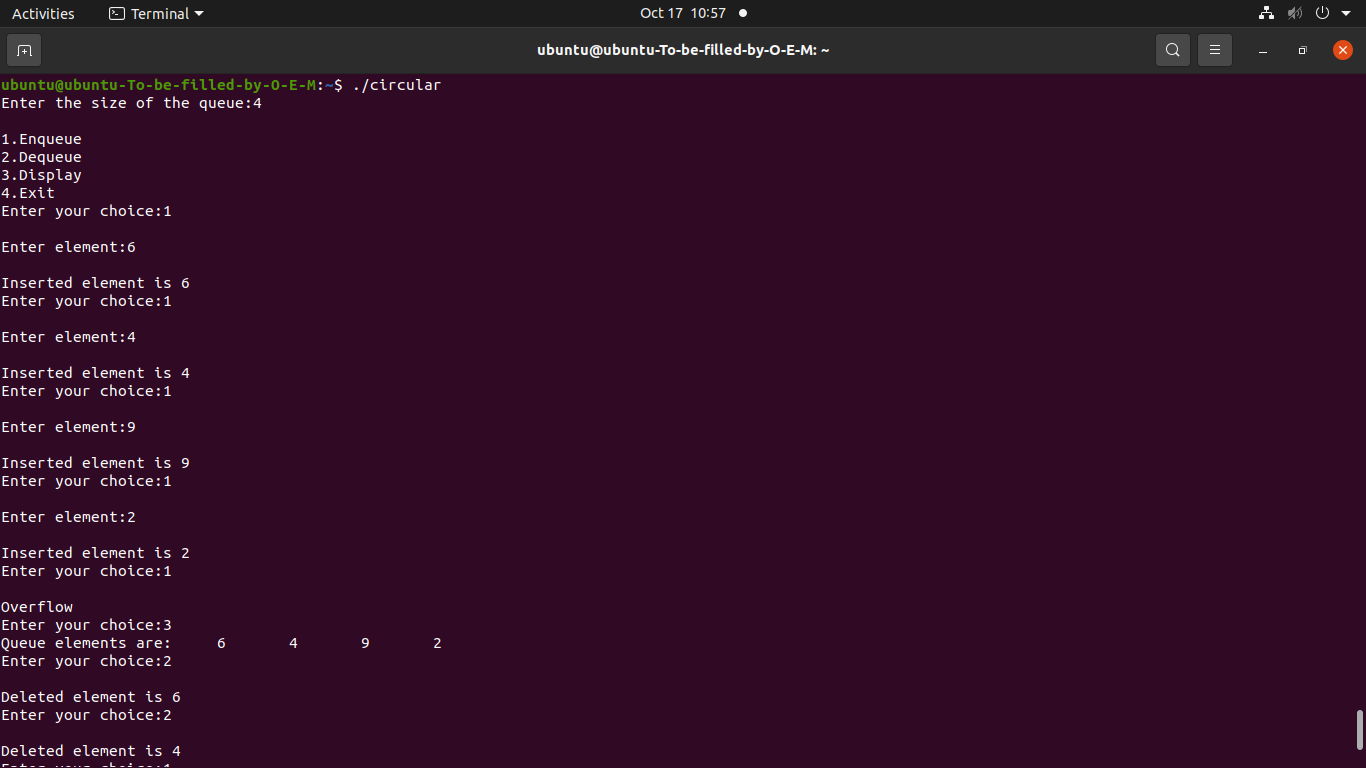 Activities Terminal Oct 17 10:57
ubuntu@ubuntu-To-be-filled-by-O-E-M: ~
ubuntu@ubuntu-To-be-filled-by-O-E-M:~$ ./circular
Enter the size of the queue:4
1.Enqueue
2.Dequeue
3.Display
4.Exit
Enter your choice:1
Enter element:6
Inserted element is 6
Enter your choice:1
Enter element:4
Inserted element is 4
Enter your choice:1
Enter element:9
Inserted element is 9
Enter your choice:1
Enter element:2
Inserted element is 2
Enter your choice:1
Overflow
Enter your choice:3
Queue elements are: 6 4 9 2
Enter your choice:2
Deleted element is 6
Enter your choice:2
Deleted element is 4
Enter your choice:1